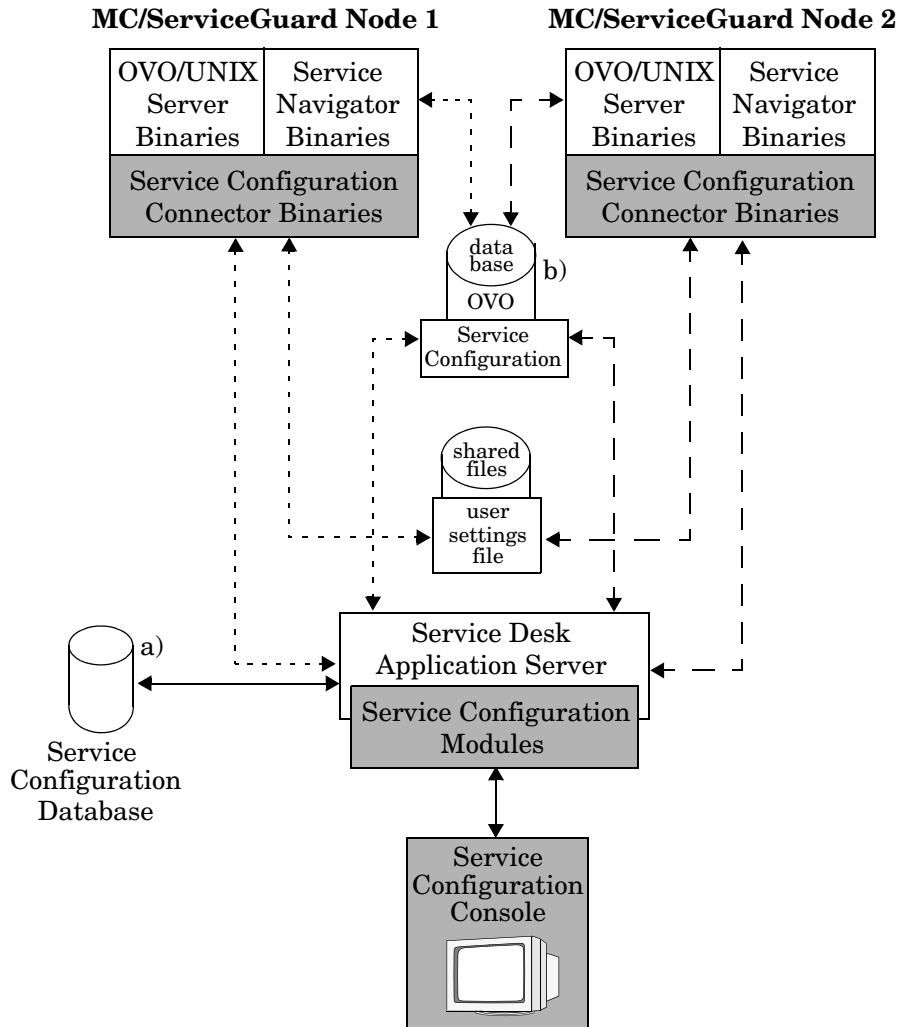 MC/ServiceGuard Node 1
MC/ServiceGuard Node 2
OVO/UNIX
Server
Binaries
Service
Navigator
Binaries
Service Configuration
Connector Binaries
OVO/UNIX
Server
Binaries
Service
Navigator
Binaries
Service Configuration
Connector Binaries
data
base
b)
OVO
Service
Configuration
shared
files
user
settings
file
a)
Service
Configuration
Database
Service Desk
Application Server
Service Configuration
Modules
Service
Configuration
Console